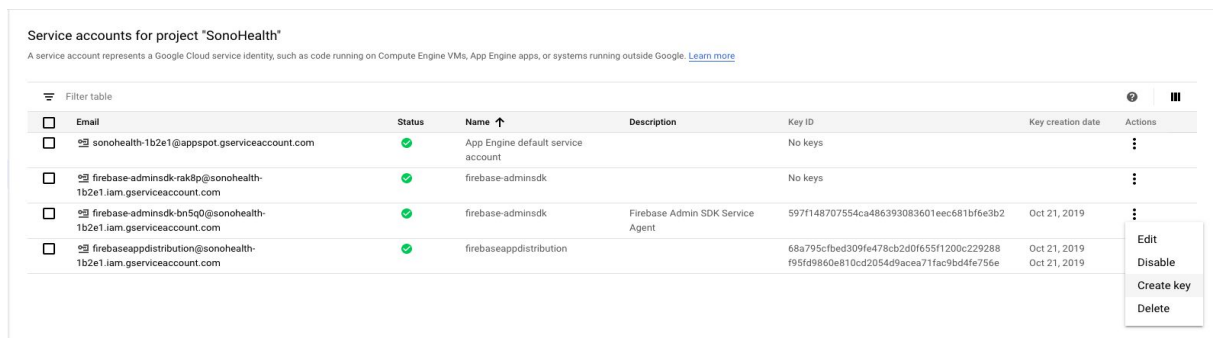 Service accounts for project "SonoHealth"
A service account represents a Google Cloud service identity, such as code running on Compute Engine VMs, App Engine apps, or systems running outside Google. Learn more
Filter table
Email Status Name Description Key ID Key creation date Actions
sonohealth-1b2e1@appspot.gserviceaccount.com App Engine default service No keys
account
firebase-adminsdk-rak8p@sonohealth- firebase-adminsdk No keys
1b2e1.iam.gserviceaccount.com
firebase-adminsdk-bn5q0@sonohealth- firebase-adminsdk Firebase Admin SDK Service 597f148707554ca486393083601eec681bf6e3b2 Oct 21, 2019
1b2e1.iam.gserviceaccount.com Agent
firebaseappdistribution@sonohealth- firebaseappdistribution 68a795cfbed309fe478cb2d0f655f1200c229288 Oct 21, 2019
1b2e1.iam.gserviceaccount.com f95fd9860e810cd2054d9acea71fac9bd4fe756e Oct 21, 2019
Edit
Disable
Create key
Delete